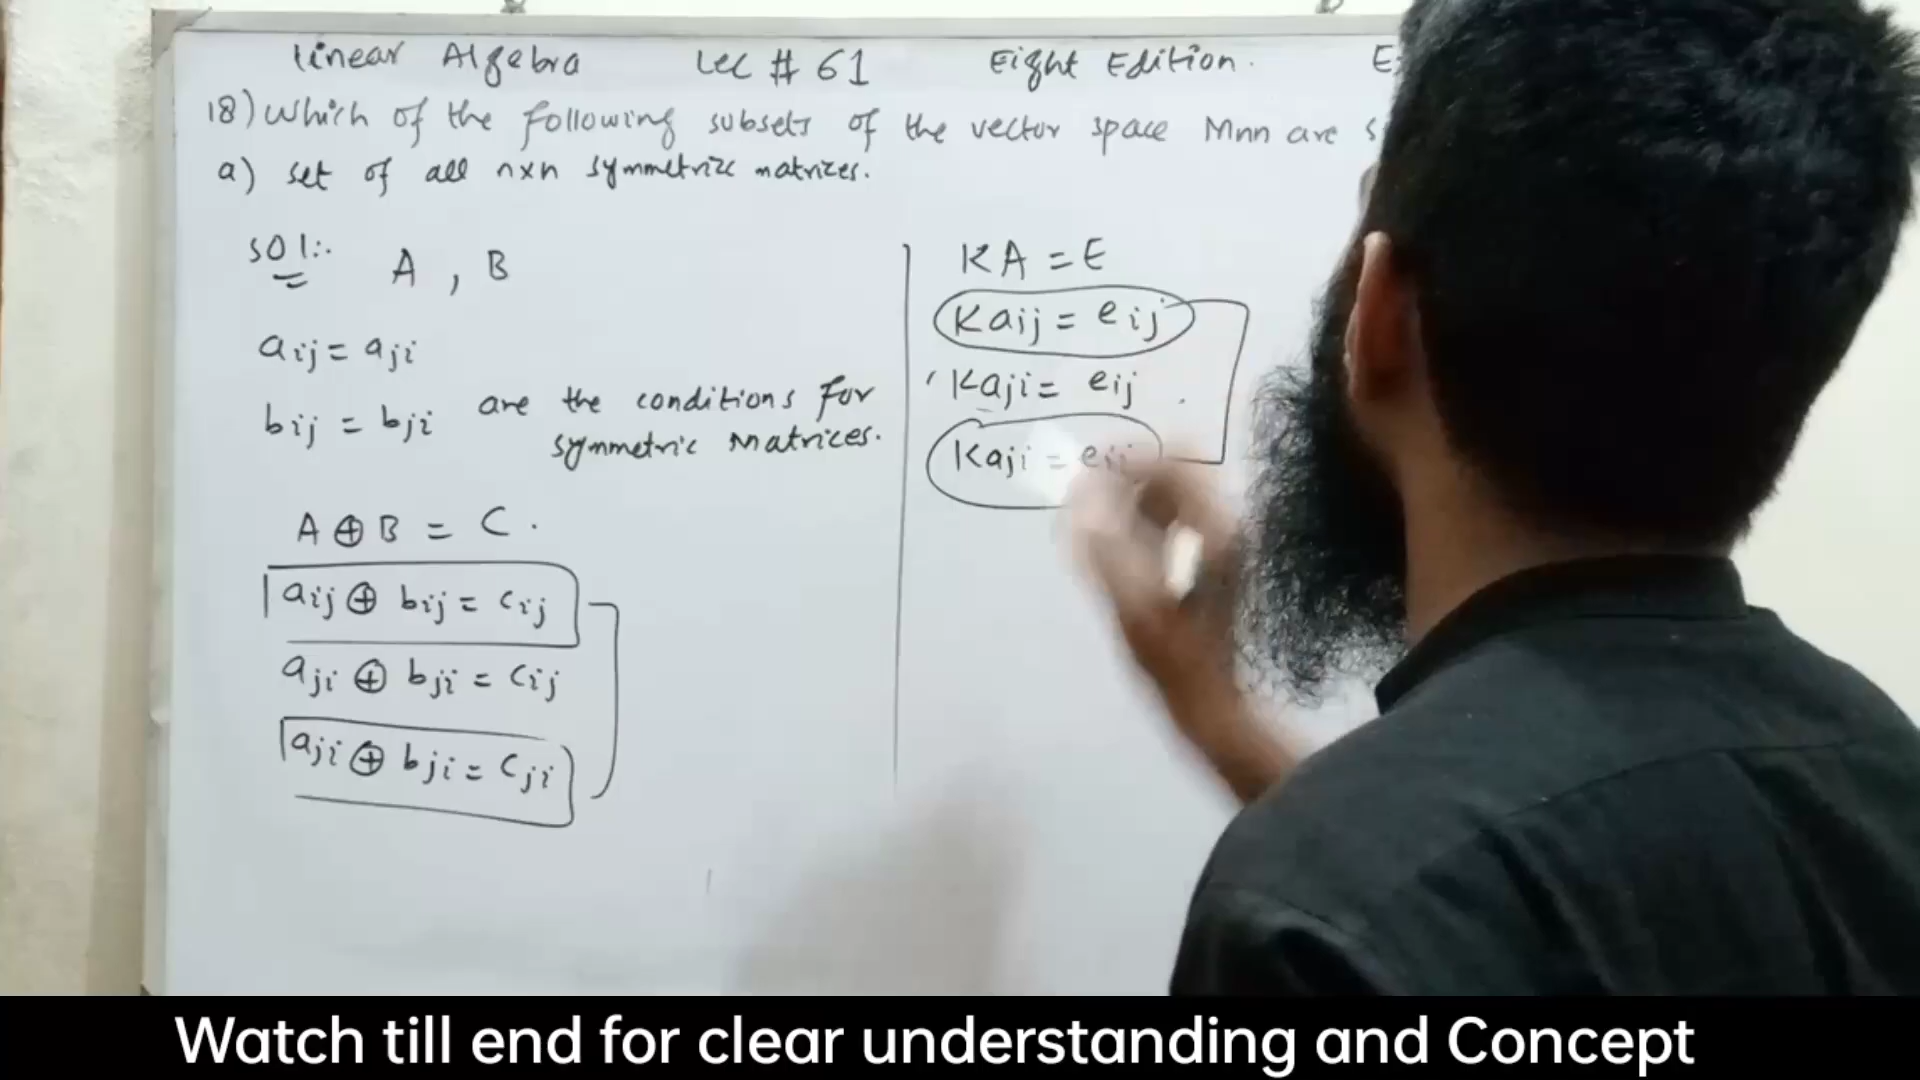 linear Algebra Lec # 61 Eight Edition.
18) Which of the following subsets of the vector space Mnn are
a) set of all nxn symmetric matrices.
sol:. A , B
aij = aji
bij = bji are the conditions for
symmetric Matrices.
A ⊕ B = C.
aij ⊕ bij = cij
aji ⊕ bji = cij
aji ⊕ bji = cji
KA = E
Kaij = eij
Kaji = eij
Kaji = eij
Watch till end for clear understanding and Concept